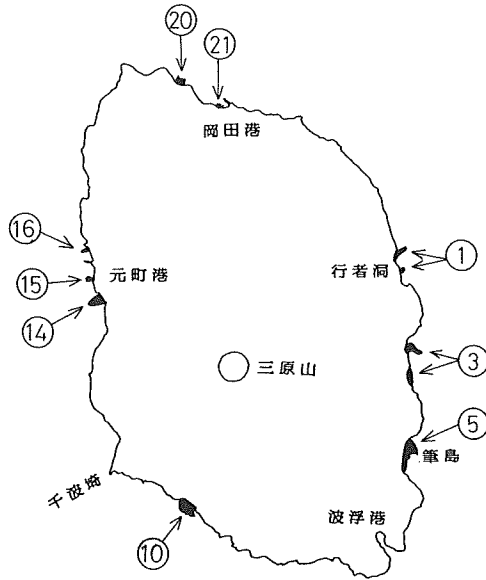 ⑳
㉑
岡田港
⑯
①
行者洞
元町港
⑮
⑭
③
三原山
⑤
筆島
千波崎
波浮港
⑩